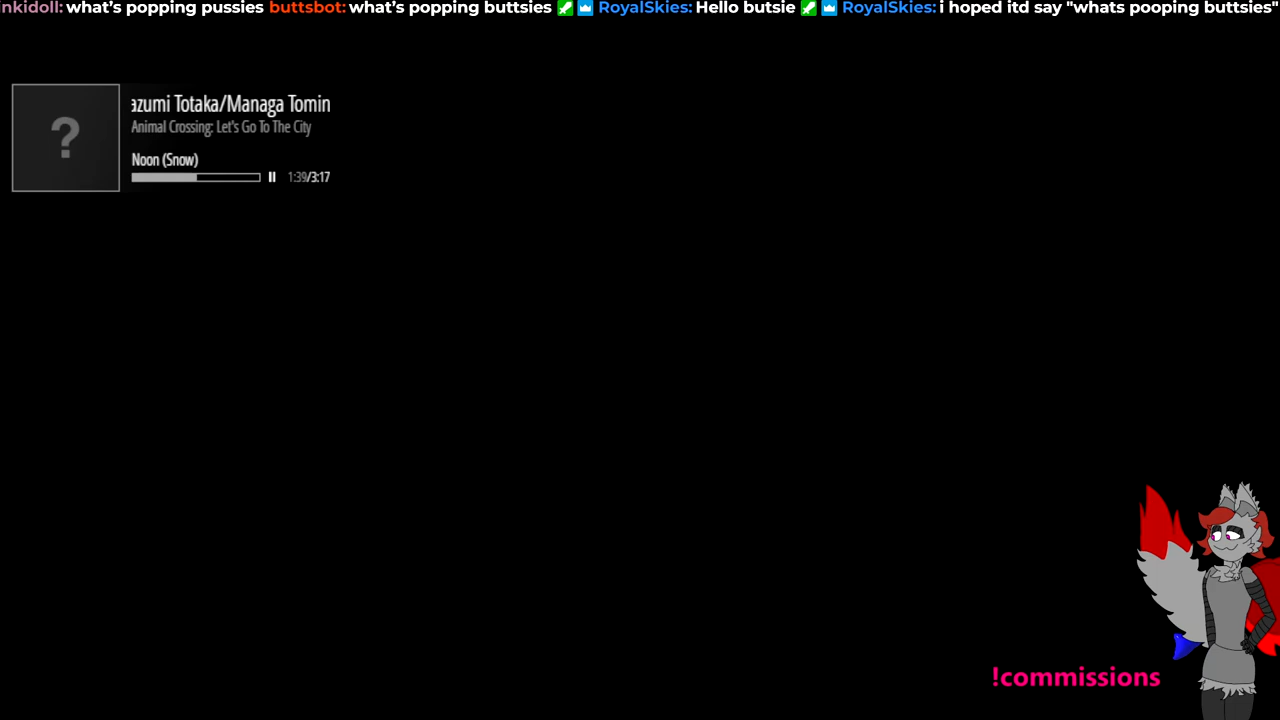 nkidoll: what's popping pussies buttsbot: what's popping buttsies RoyalSkies: Hello butsie RoyalSkies: i hoped itd say "whats pooping buttsies"
azumi Totaka/Managa Tomin
Animal Crossing: Let's Go To The City
Noon (Snow)
1:39/3:17
?
!commissions